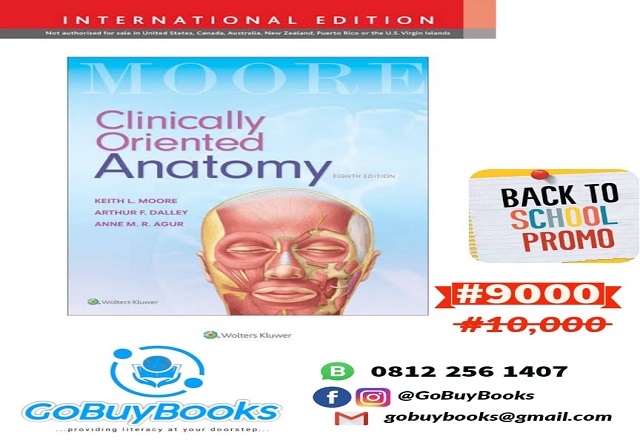 INTERNATIONAL EDITION
Not authorised for sale in United States, Canada, Australia, New Zealand, Puerto Rico or the U.S. Virgin Islands
MOORE
Clinically
Oriented
Anatomy
EIGHTH EDITION
KEITH L. MOORE
ARTHUR F. DALLEY
ANNE M. R. AGUR
Wolters Kluwer
Wolters Kluwer
BACK TO
SCHOOL
PROMO
#9000
#10,000
GoBuyBooks
...providing literacy at your doorstep...
0812 256 1407
@GoBuyBooks
gobuybooks@gmail.com